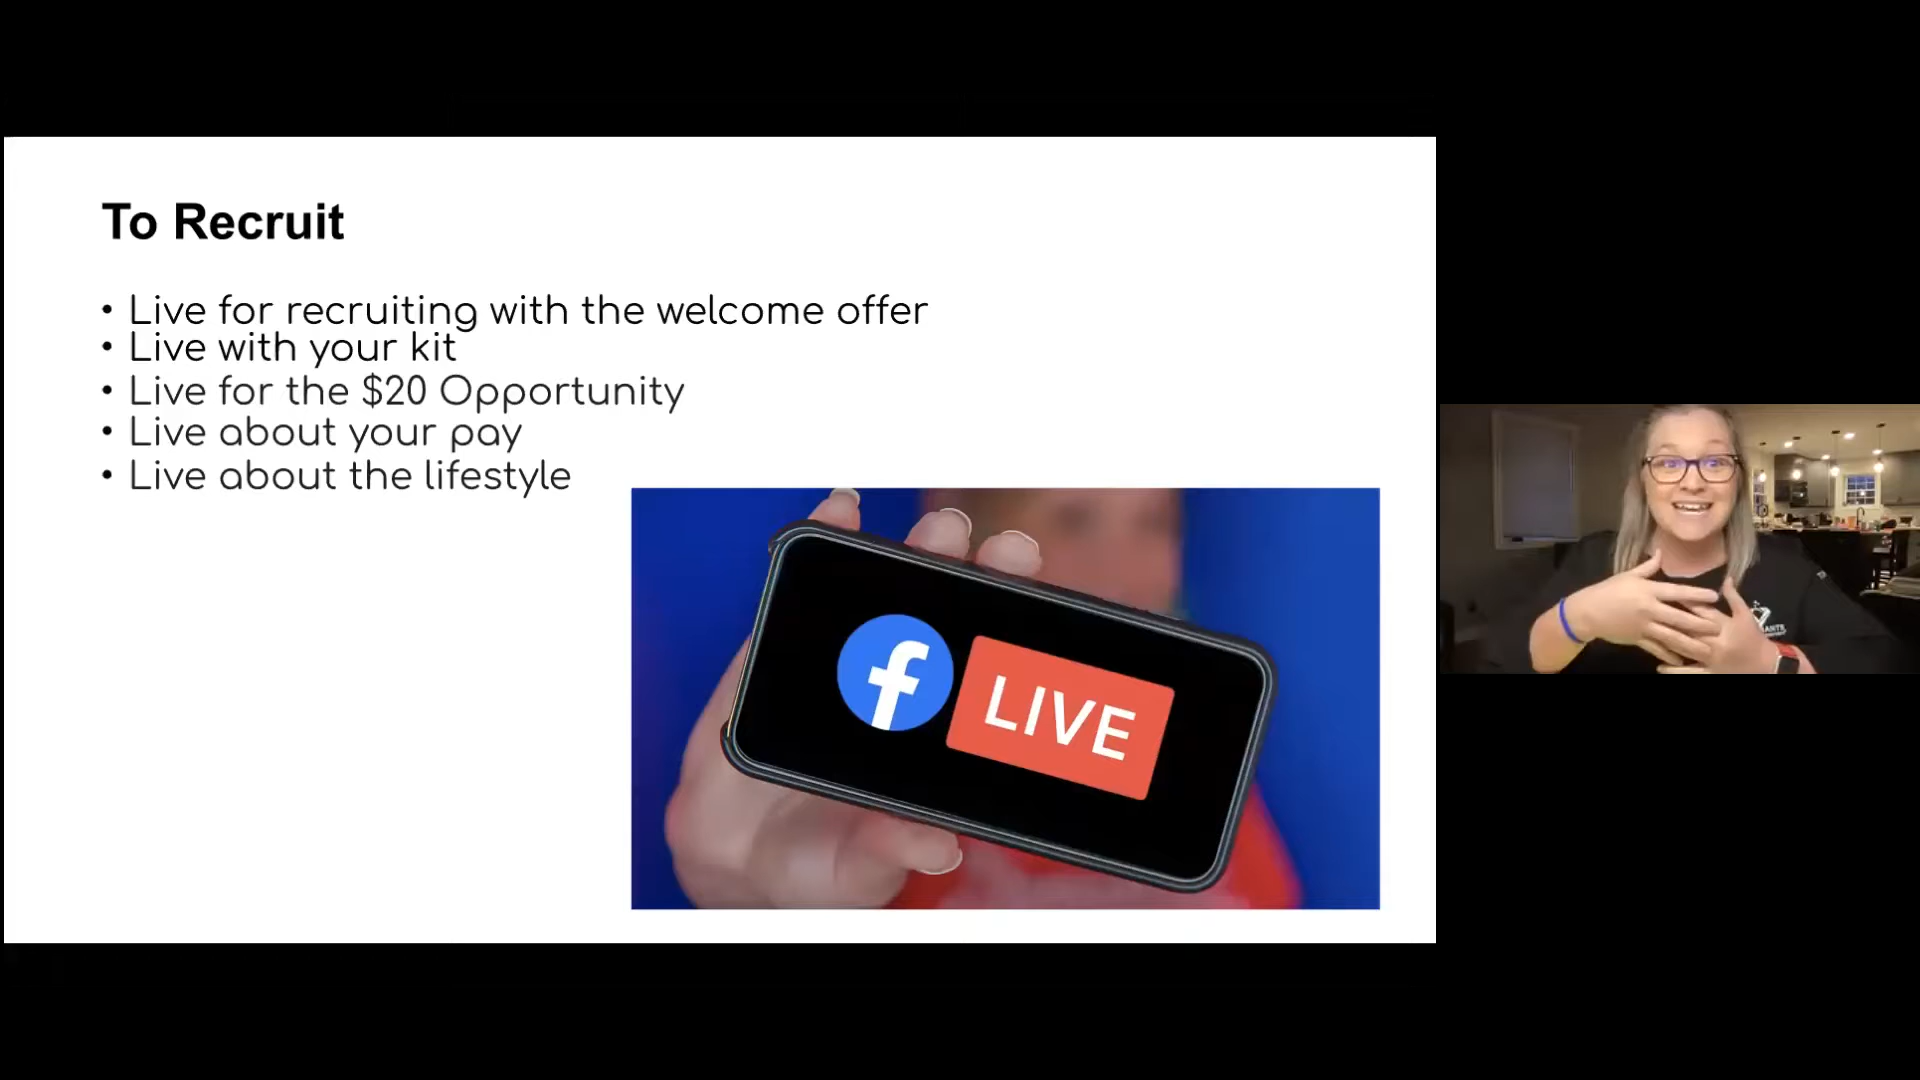 To Recruit
• Live for recruiting with the welcome offer
• Live with your kit
• Live for the $20 Opportunity
• Live about your pay
• Live about the lifestyle
f LIVE